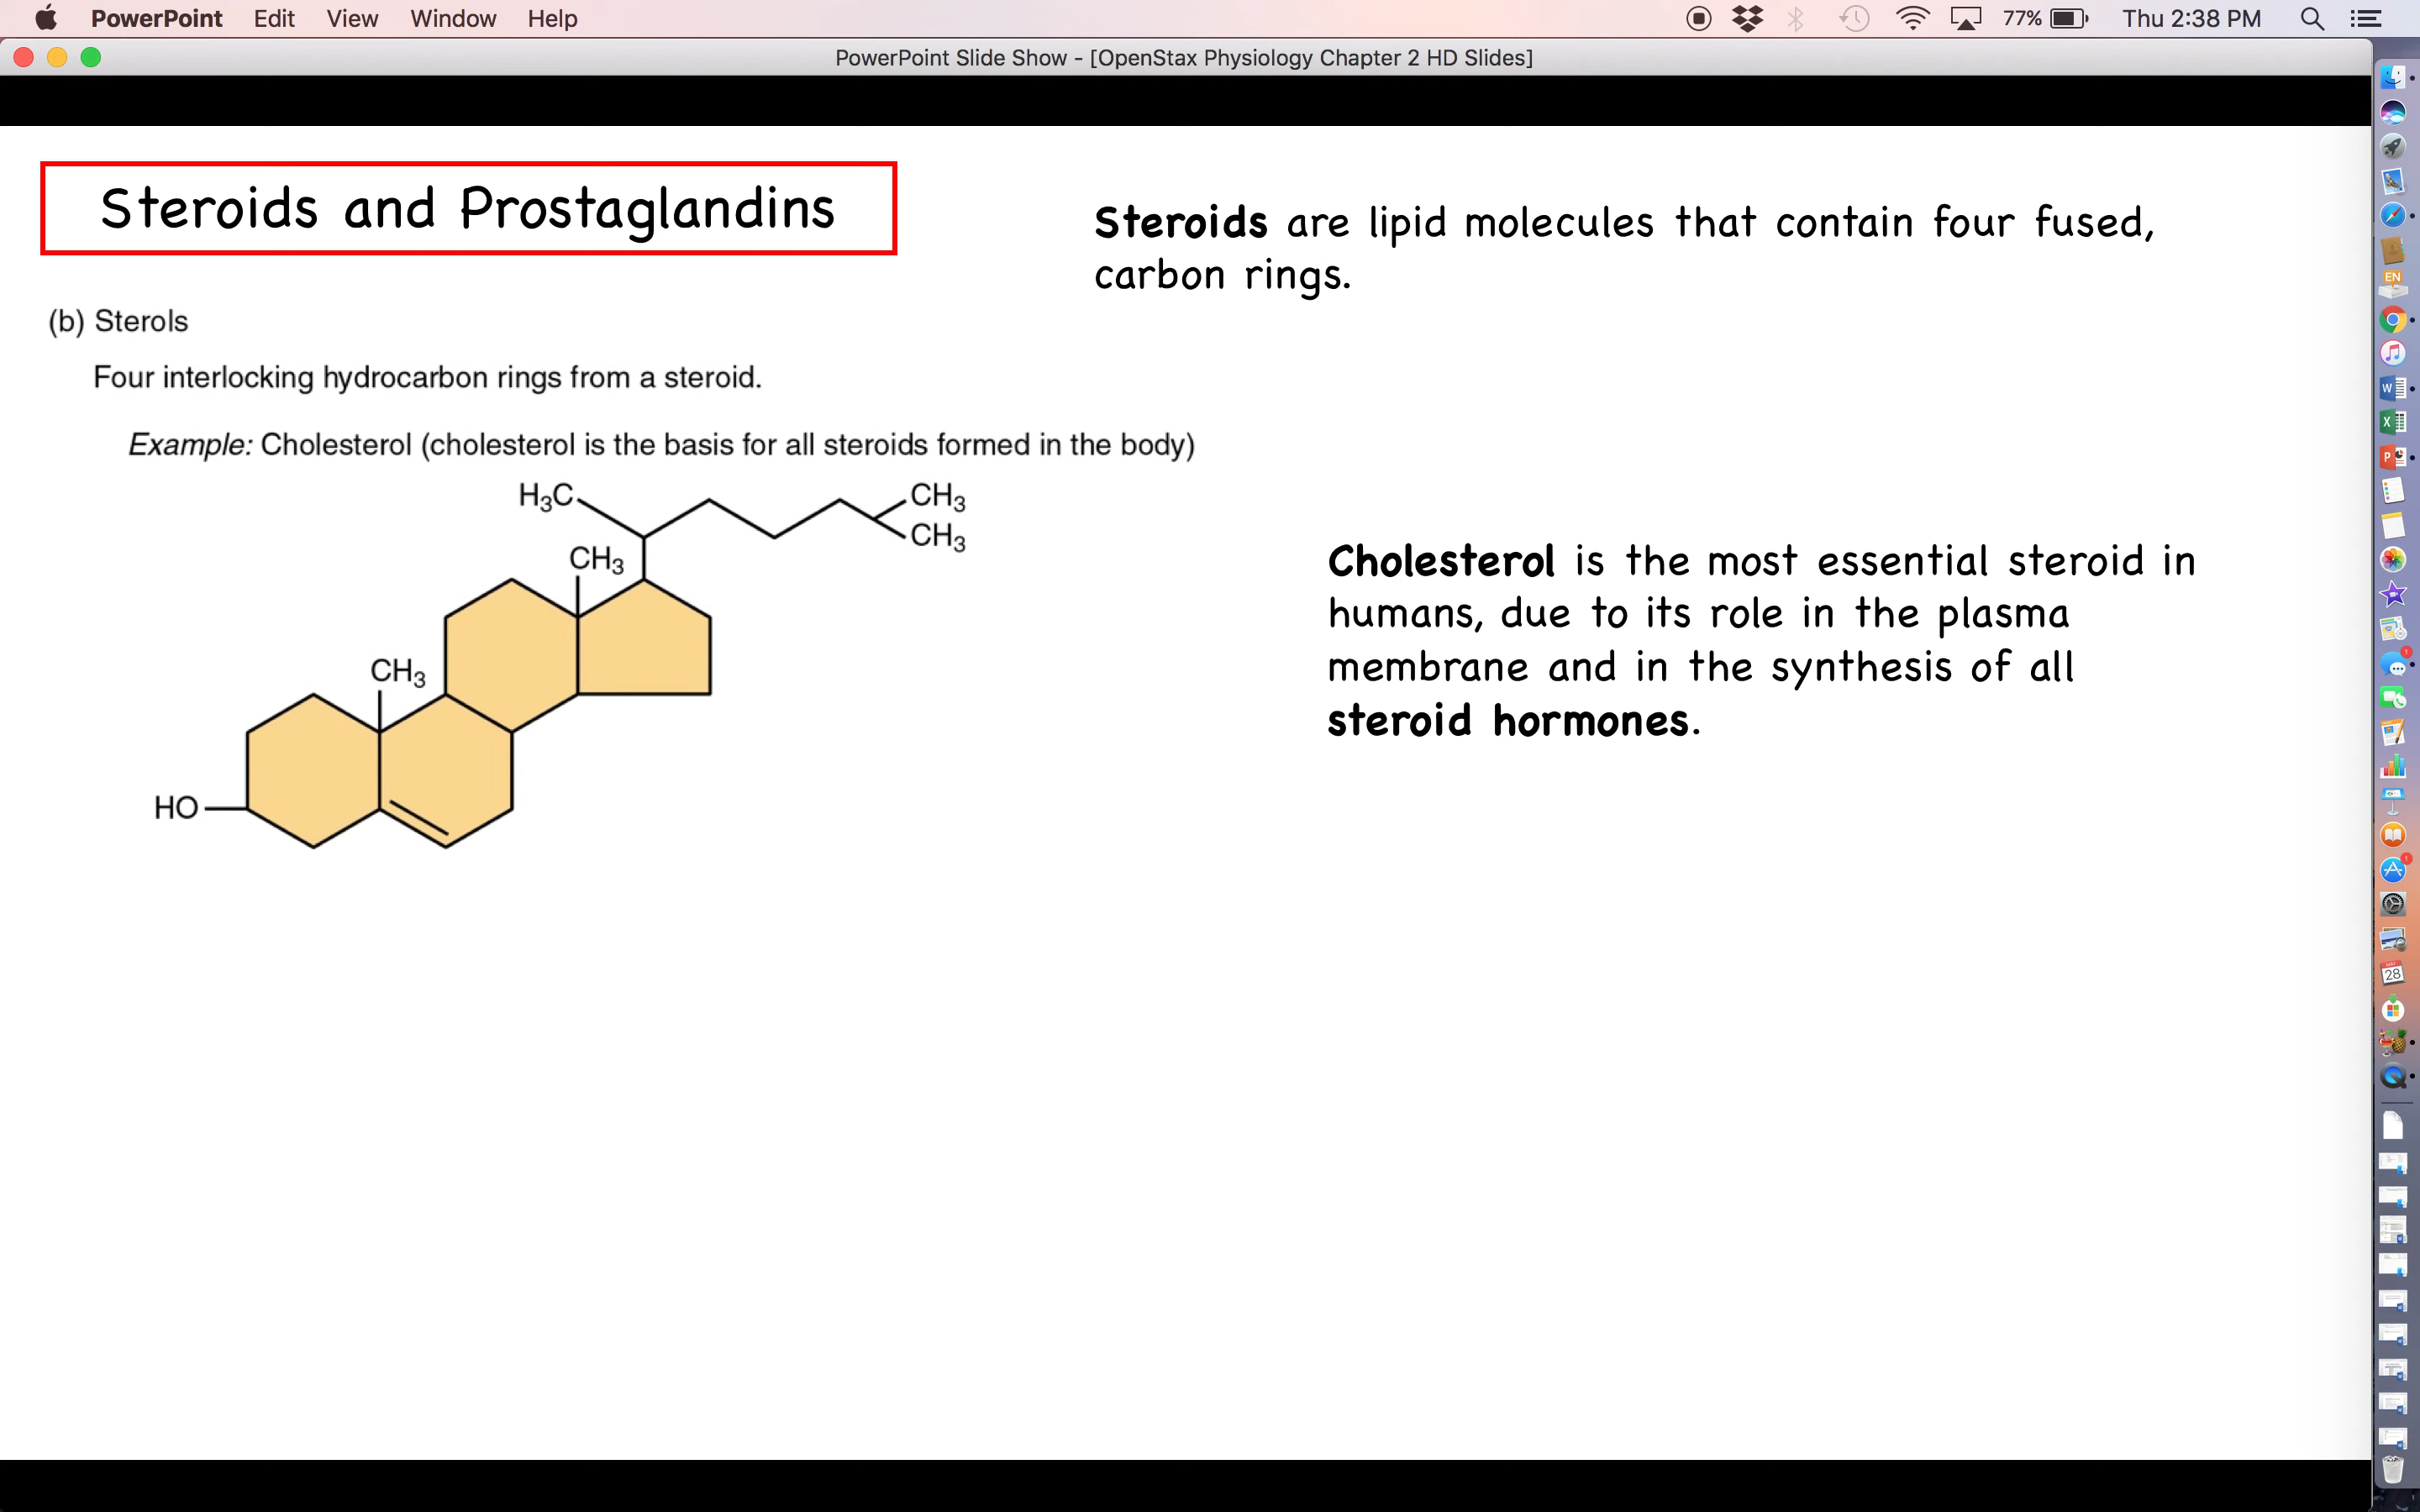 PowerPoint Edit View Window Help 77% Thu 2:38 PM
PowerPoint Slide Show - [OpenStax Physiology Chapter 2 HD Slides]
Steroids and Prostaglandins
Steroids are lipid molecules that contain four fused,
carbon rings.
(b) Sterols
Four interlocking hydrocarbon rings from a steroid.
Example: Cholesterol (cholesterol is the basis for all steroids formed in the body)
H₃C
CH₃
CH₃
CH₃
CH₃
HO
Cholesterol is the most essential steroid in
humans, due to its role in the plasma
membrane and in the synthesis of all
steroid hormones.
EN
W
X
P
1
1
28